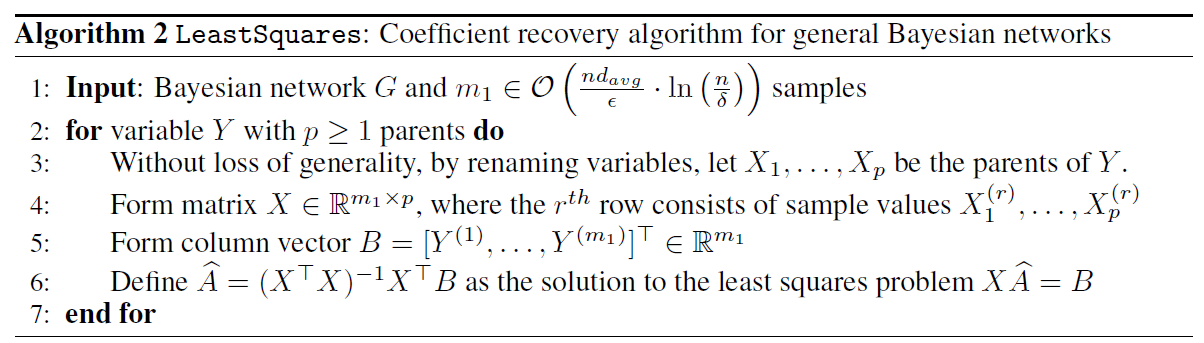 Algorithm 2 LeastSquares: Coefficient recovery algorithm for general Bayesian networks
1: Input: Bayesian network $G$ and $m_1 \in \mathcal{O}\left(\frac{nd_{avg}}{\epsilon} \cdot \ln\left(\frac{n}{\delta}\right)\right)$ samples
2: for variable $Y$ with $p \geq 1$ parents do
3: Without loss of generality, by renaming variables, let $X_1, \ldots, X_p$ be the parents of $Y$.
4: Form matrix $X \in \mathbb{R}^{m_1 \times p}$, where the $r^{th}$ row consists of sample values $X_1^{(r)}, \ldots, X_p^{(r)}$
5: Form column vector $B = [Y^{(1)}, \ldots, Y^{(m_1)}]^\top \in \mathbb{R}^{m_1}$
6: Define $\widehat{A} = (X^\top X)^{-1} X^\top B$ as the solution to the least squares problem $X\widehat{A} = B$
7: end for